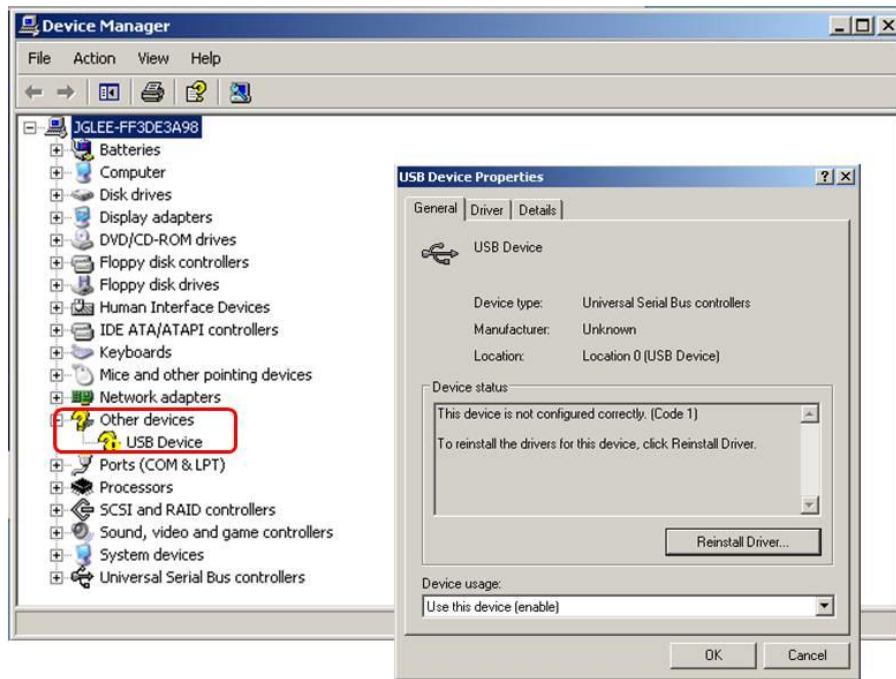 Device Manager
File Action View Help
JGLEE-FF3DE3A98
Batteries
Computer
Disk drives
Display adapters
DVD/CD-ROM drives
Floppy disk controllers
Floppy disk drives
Human Interface Devices
IDE ATA/ATAPI controllers
Keyboards
Mice and other pointing devices
Network adapters
Other devices
USB Device
Ports (COM & LPT)
Processors
SCSI and RAID controllers
Sound, video and game controllers
System devices
Universal Serial Bus controllers
USB Device Properties
General Driver Details
USB Device
Device type: Universal Serial Bus controllers
Manufacturer: Unknown
Location: Location 0 (USB Device)
Device status
This device is not configured correctly. (Code 1)
To reinstall the drivers for this device, click Reinstall Driver.
Reinstall Driver...
Device usage:
Use this device (enable)
OK Cancel